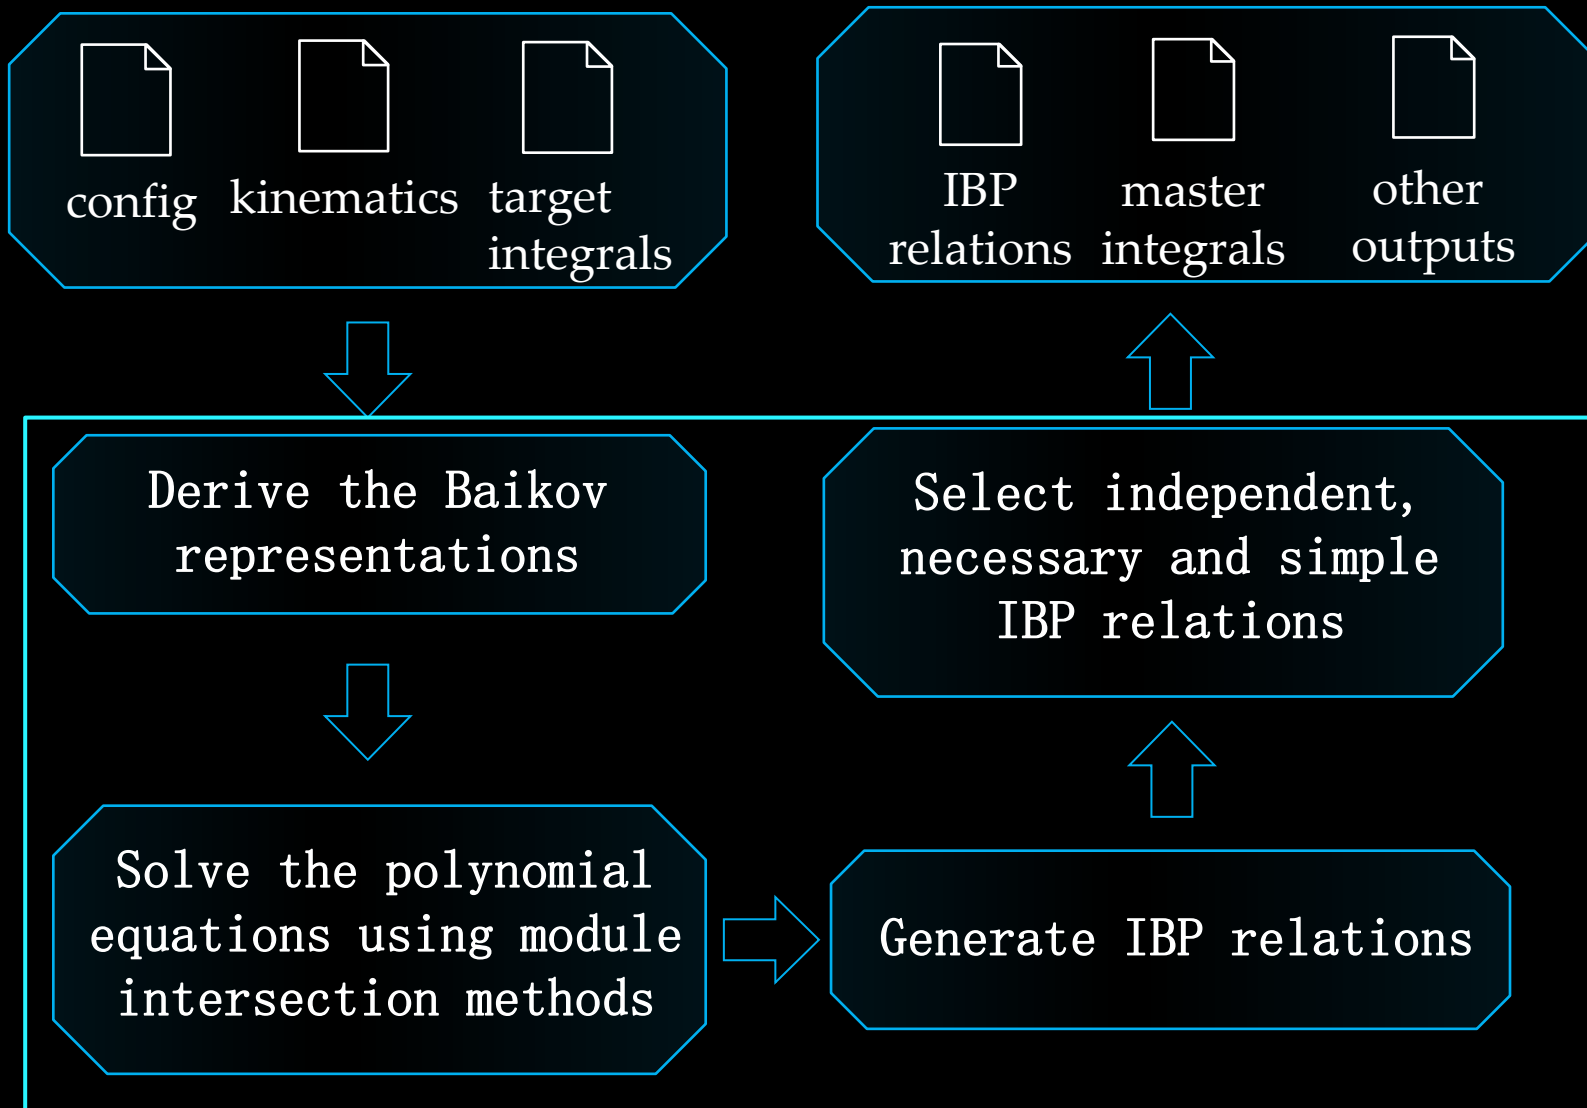 config
kinematics
target
integrals
IBP
relations
master
integrals
other
outputs
Derive the Baikov
representations
Solve the polynomial
equations using module
intersection methods
Generate IBP relations
Select independent,
necessary and simple
IBP relations